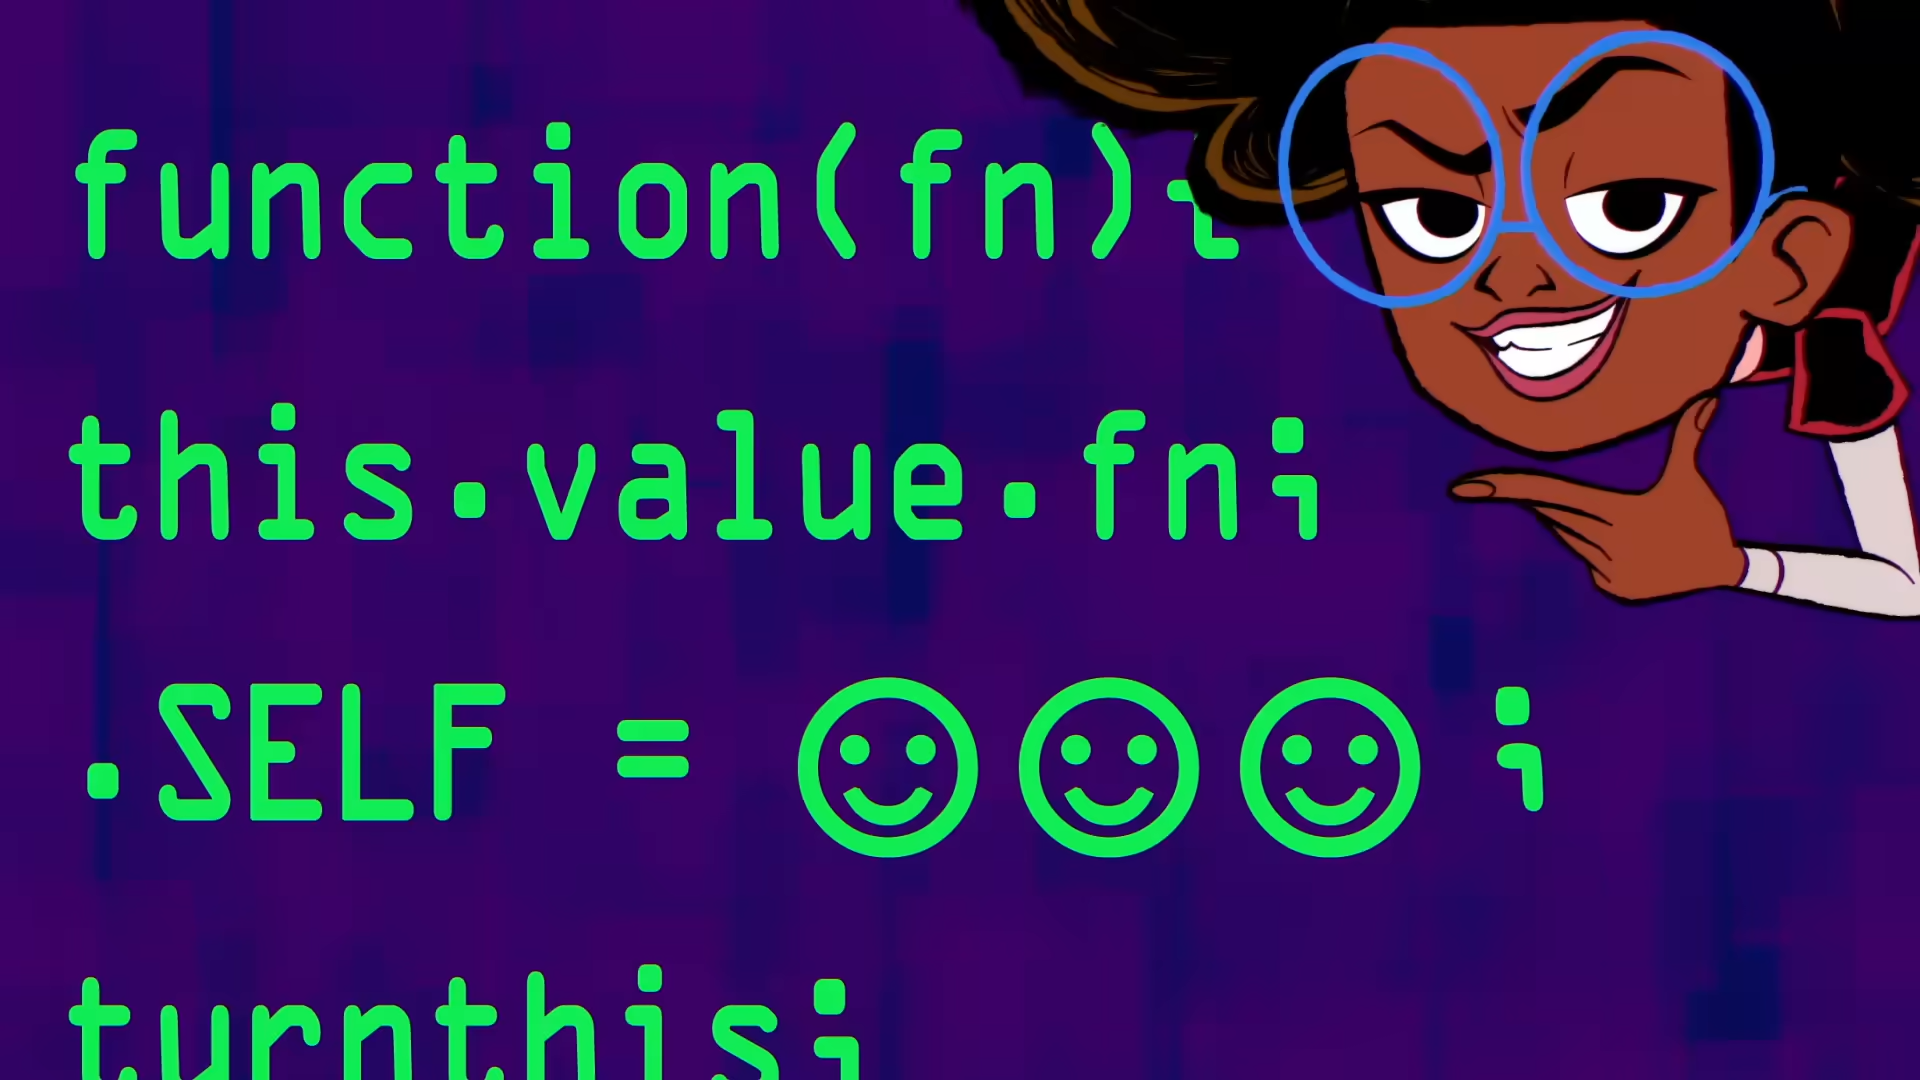 function(fn)t
this.value.fn;
.SELF = ☺☺☺;
turnthis;